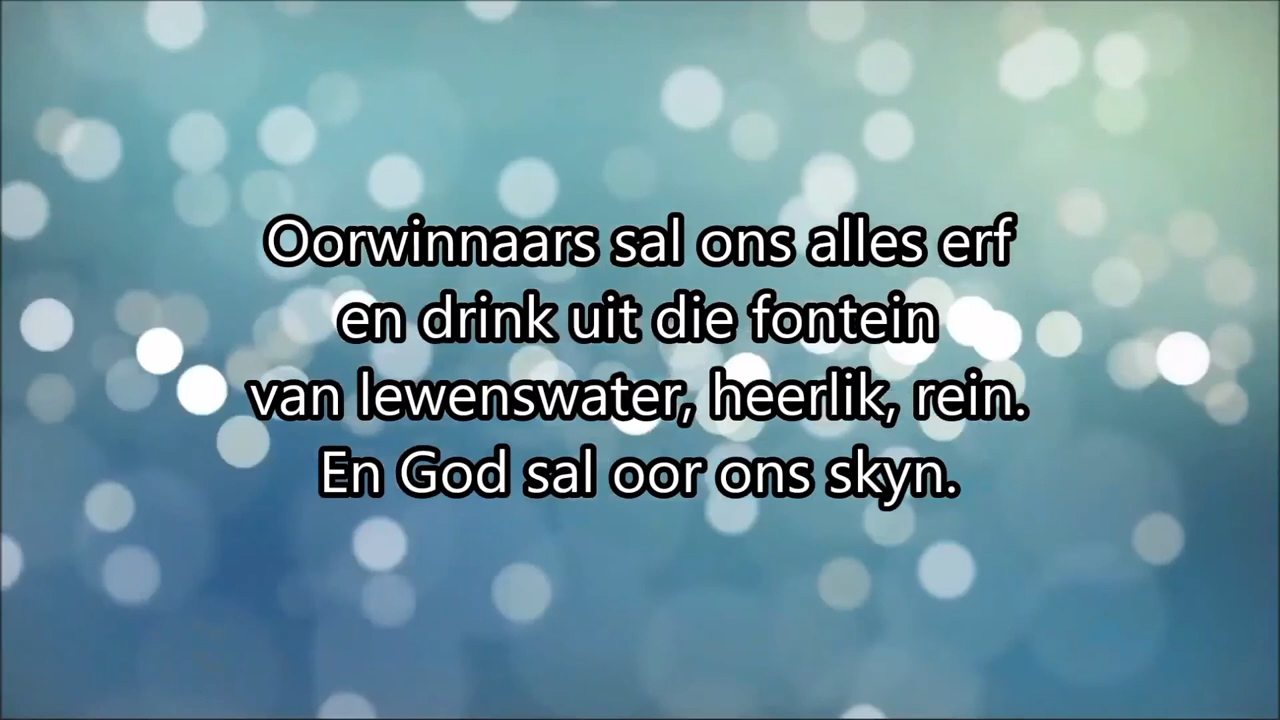 Oorwinnaars sal ons alles erf
en drink uit die fontein
van lewenswater, heerlik, rein.
En God sal oor ons skyn.